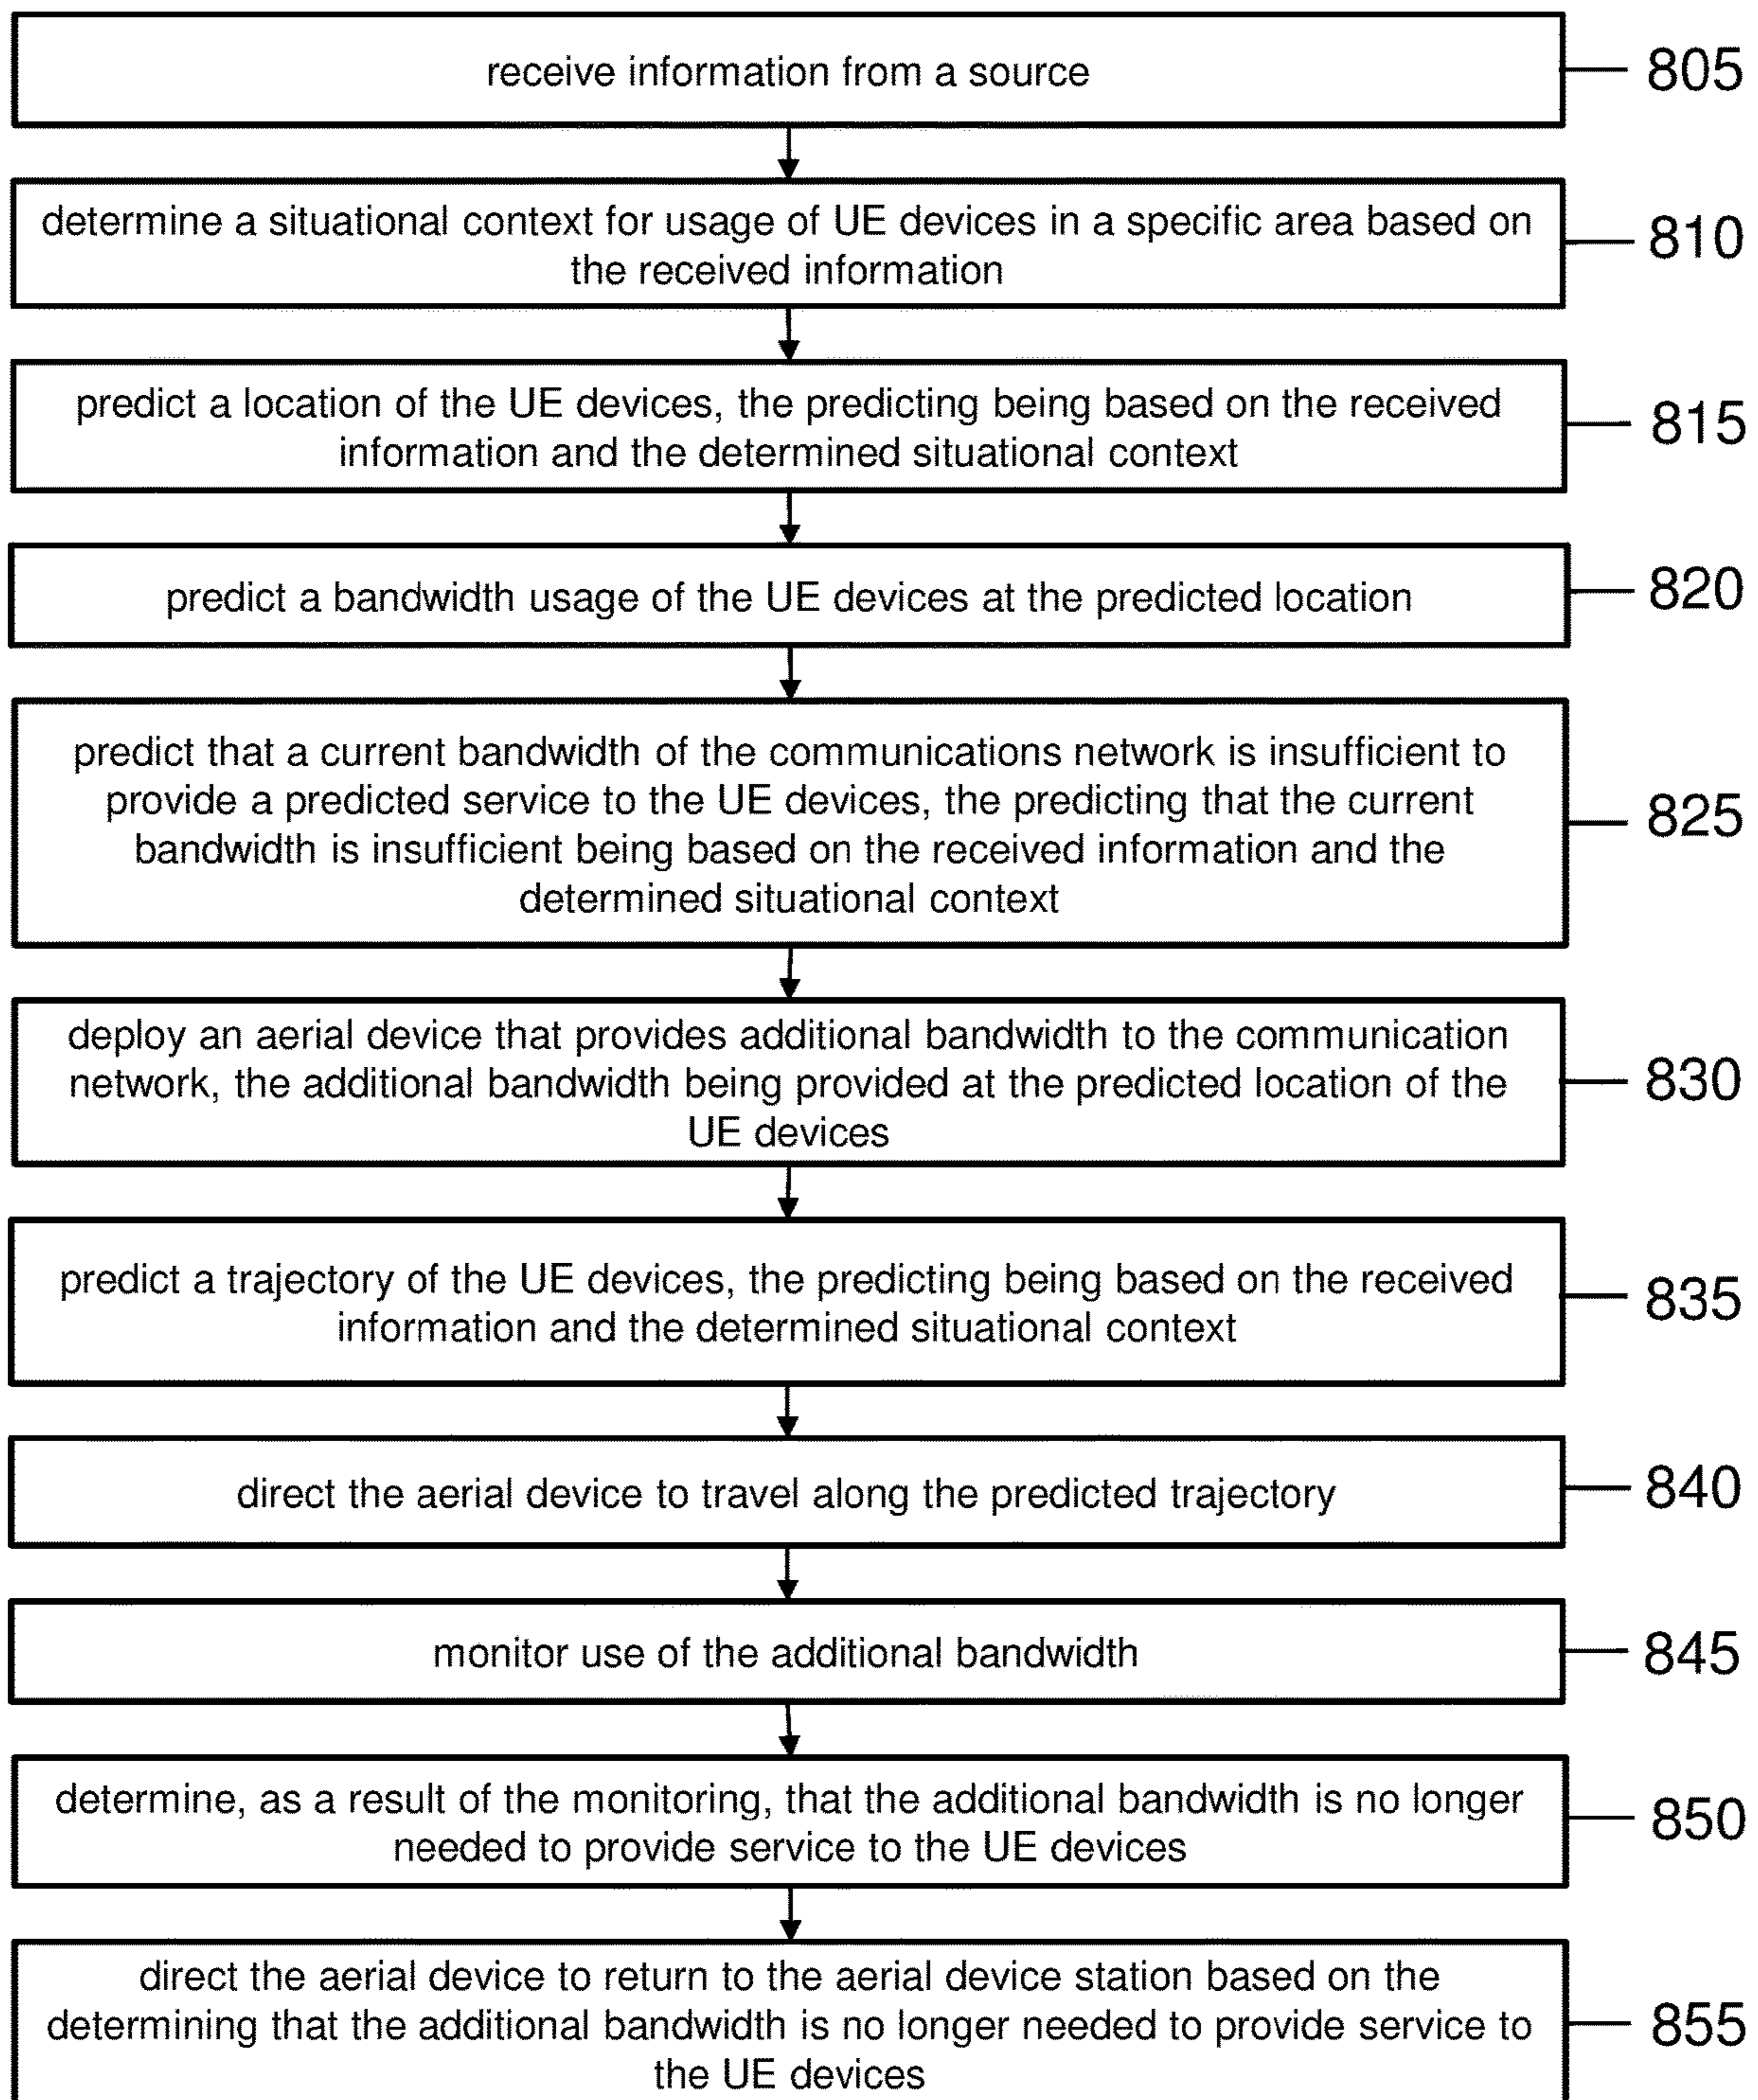 receive information from a source
805
determine a situational context for usage of UE devices in a specific area based on
the received information
810
predict a location of the UE devices, the predicting being based on the received
information and the determined situational context
815
predict a bandwidth usage of the UE devices at the predicted location
820
predict that a current bandwidth of the communications network is insufficient to
provide a predicted service to the UE devices, the predicting that the current
bandwidth is insufficient being based on the received information and the
determined situational context
825
deploy an aerial device that provides additional bandwidth to the communication
network, the additional bandwidth being provided at the predicted location of the
UE devices
830
predict a trajectory of the UE devices, the predicting being based on the received
information and the determined situational context
835
direct the aerial device to travel along the predicted trajectory
840
monitor use of the additional bandwidth
845
determine, as a result of the monitoring, that the additional bandwidth is no longer
needed to provide service to the UE devices
850
direct the aerial device to return to the aerial device station based on the
determining that the additional bandwidth is no longer needed to provide service to
the UE devices
855